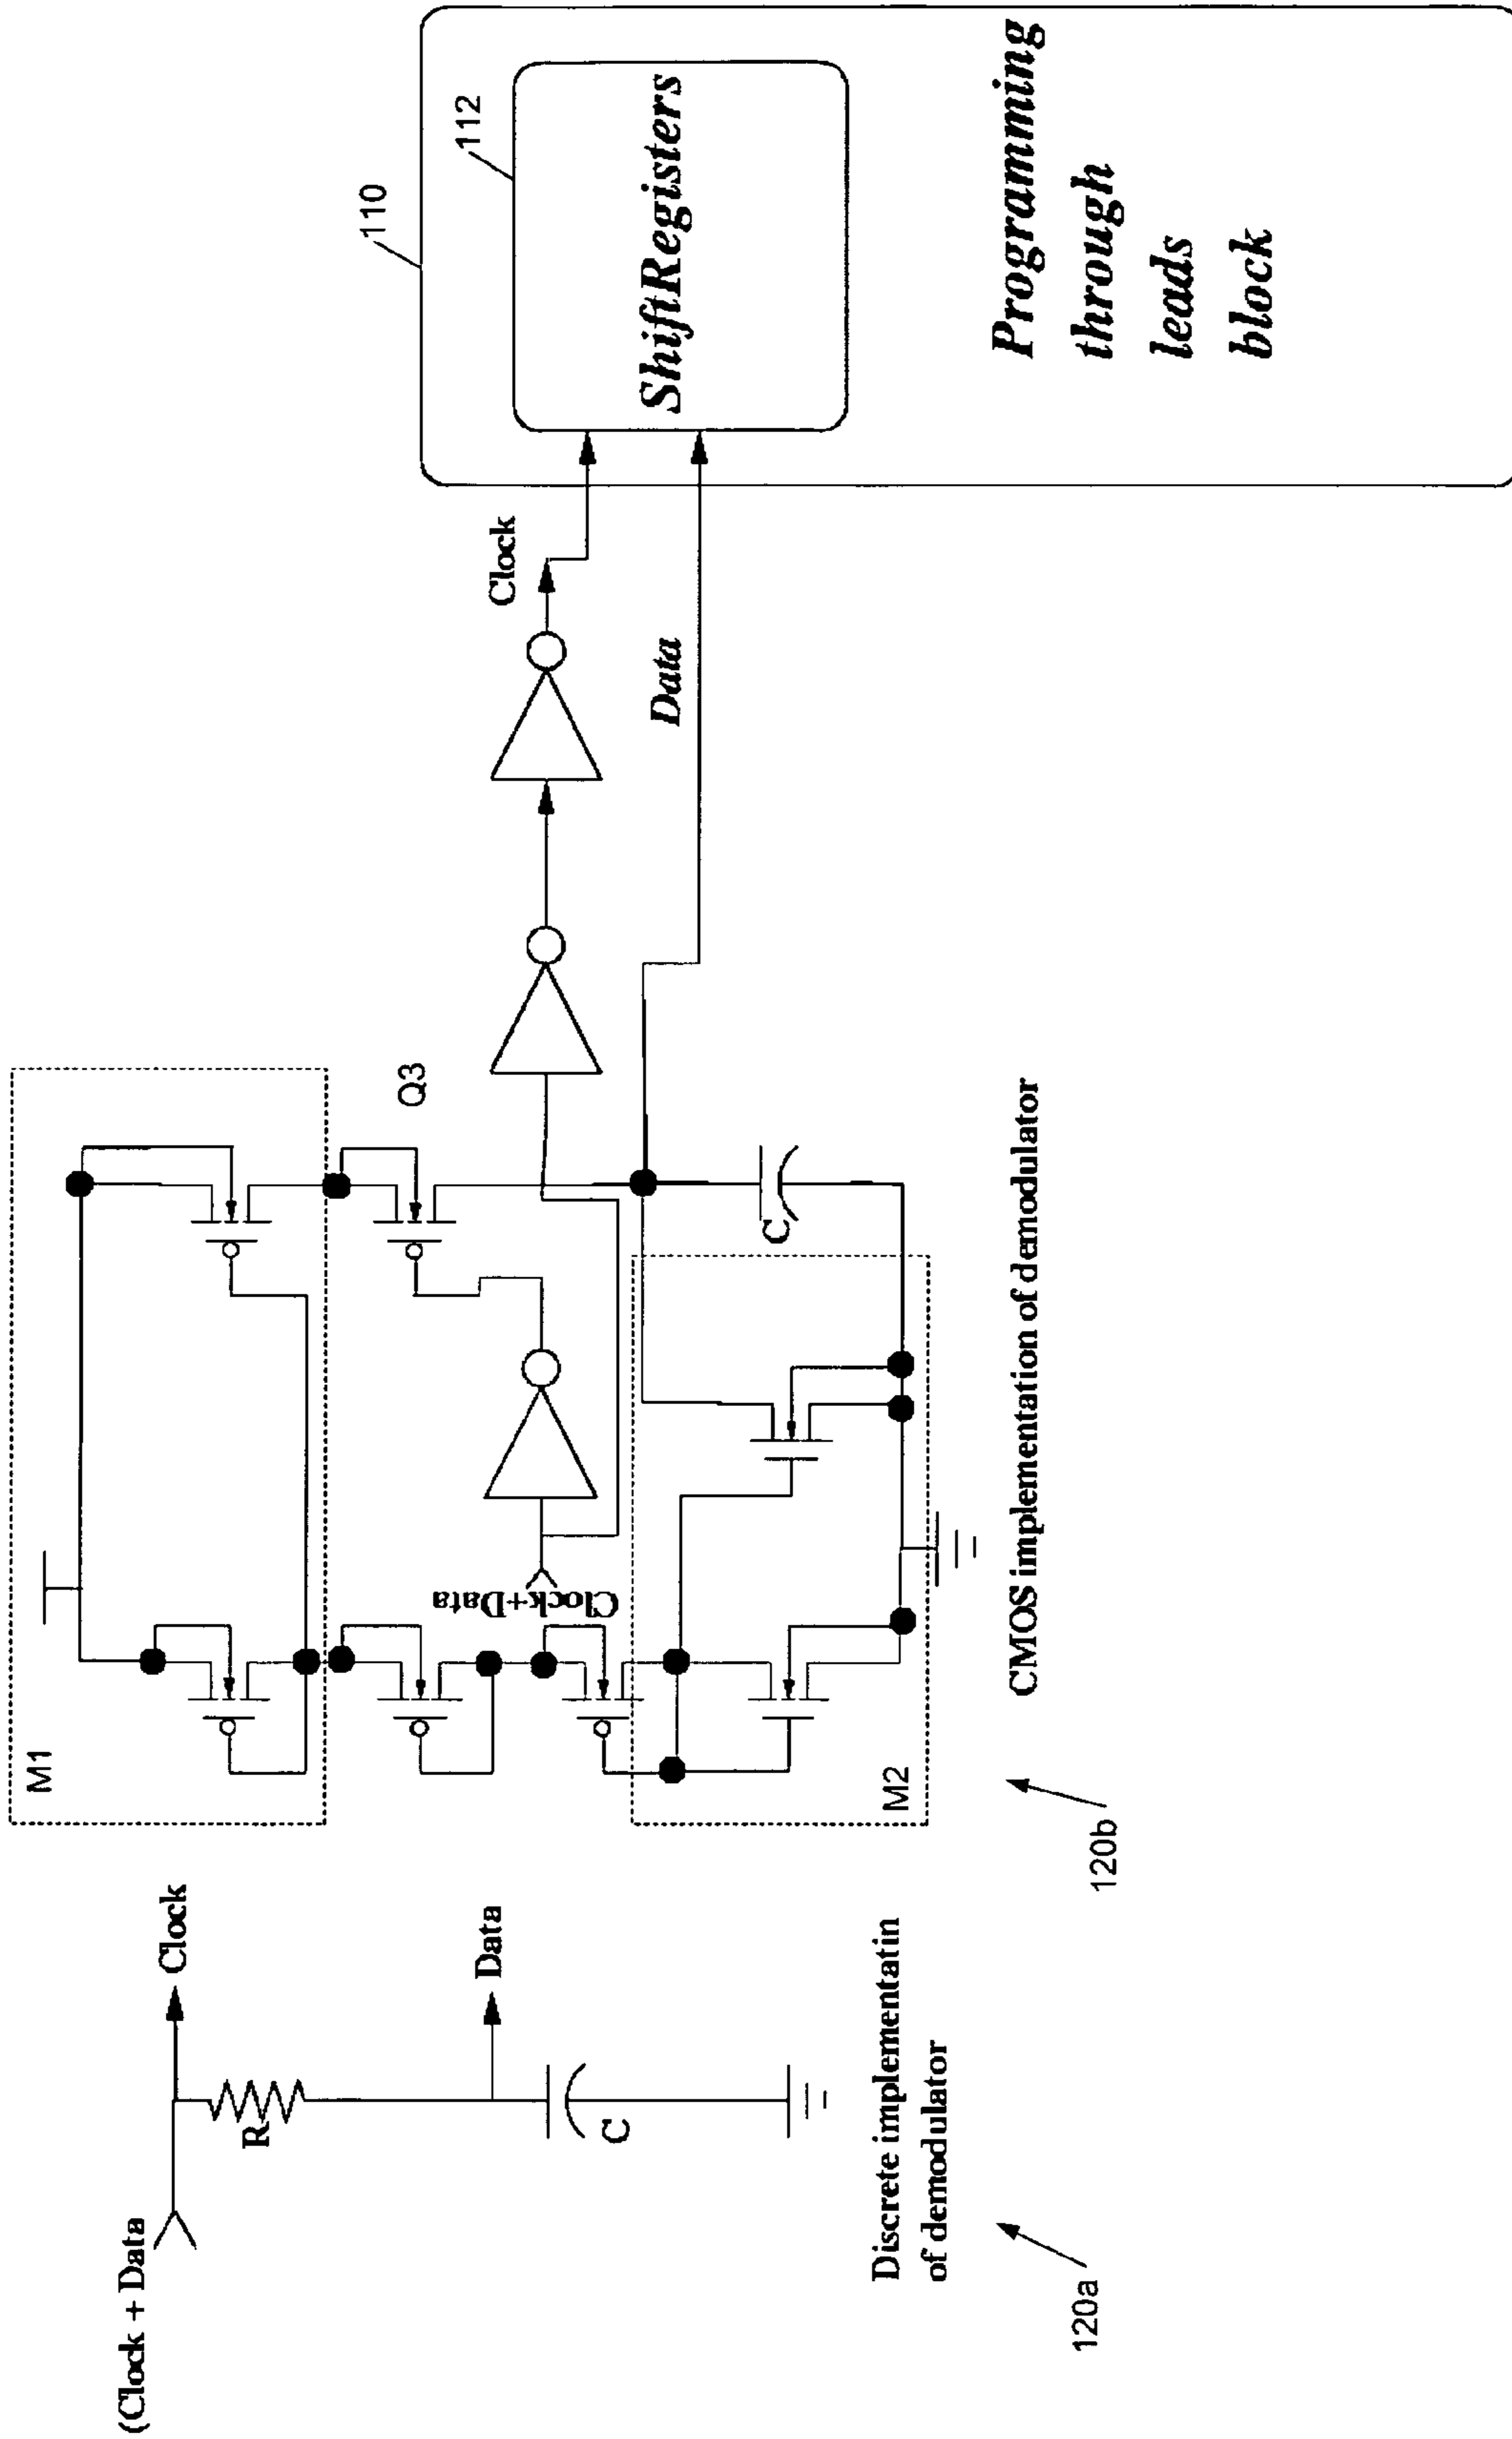 (Clock + Data
Clock
R
Data
C
Discrete implementatin
of demodulator
120a
M1
Clock+Data
Q3
M2
C
CMOS implementation of demodulator
120b
Clock
Data
110
112
ShiftRegisters
Programming
through
leads
block